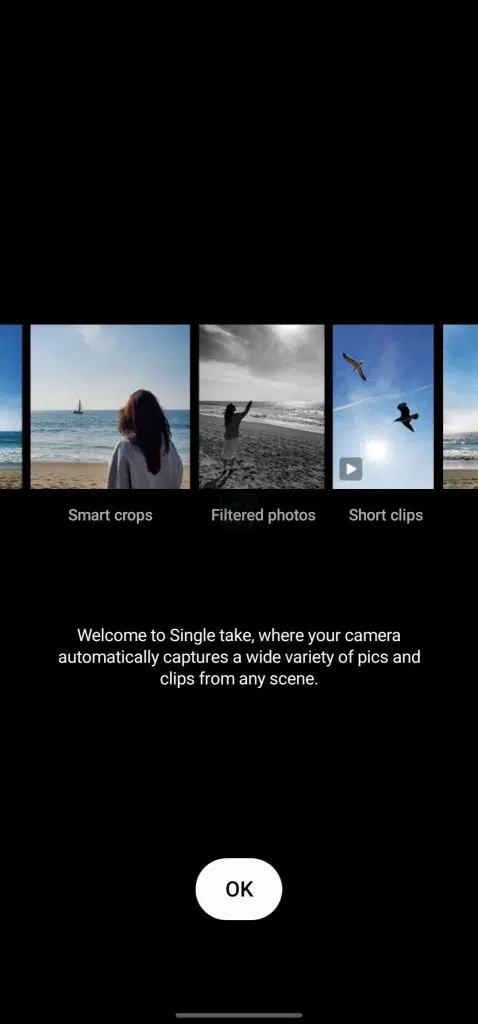 Smart crops
Filtered photos
Short clips
Welcome to Single take, where your camera
automatically captures a wide variety of pics and
clips from any scene.
OK